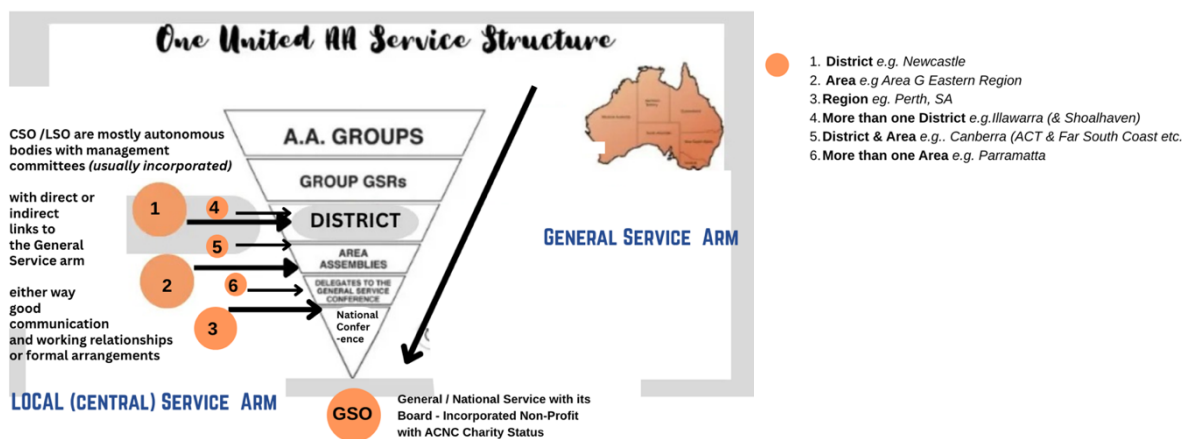 One United AA Service Structure
CSO /LSO are mostly autonomous
bodies with management
committees (usually incorporated)
with direct or
indirect
links to
the General
Service arm
either way
good
communication
and working relationships
or formal arrangements
LOCAL (CENTRAL) SERVICE ARM
1
4
5
2
6
3
A.A. GROUPS
GROUP GSRs
DISTRICT
AREA
ASSEMBLIES
DELEGATES TO THE
GENERAL SERVICE
CONFERENCE
National
Confer
-ence
GSO
General / National Service with its
Board - Incorporated Non-Profit
with ACNC Charity Status
GENERAL SERVICE ARM
1. District e.g. Newcastle
2. Area e.g Area G Eastern Region
3. Region eg. Perth, SA
4. More than one District e.g.Illawarra (& Shoalhaven)
5. District & Area e.g.. Canberra (ACT & Far South Coast etc.
6. More than one Area e.g. Parramatta